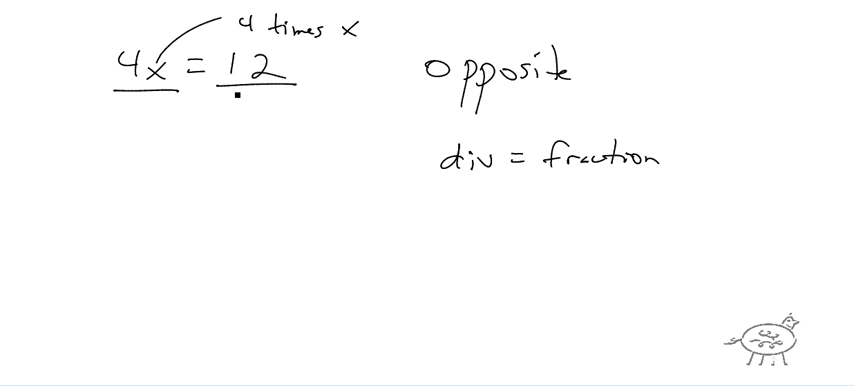 4 times x
4x = 12
opposite
div = fraction